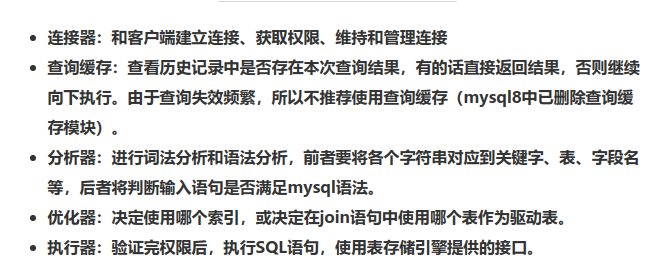 连接器：和客户端建立连接、获取权限、维持和管理连接
查询缓存：查看历史记录中是否存在本次查询结果，有的话直接返回结果，否则继续
向下执行。由于查询失效频繁，所以不推荐使用查询缓存（mysql8中已删除查询缓
存模块）。
分析器：进行词法分析和语法分析，前者要将各个字符串对应到关键字、表、字段名
等，后者将判断输入语句是否满足mysql语法。
优化器：决定使用哪个索引，或决定在join语句中使用哪个表作为驱动表。
执行器：验证完权限后，执行SQL语句，使用表存储引擎提供的接口。